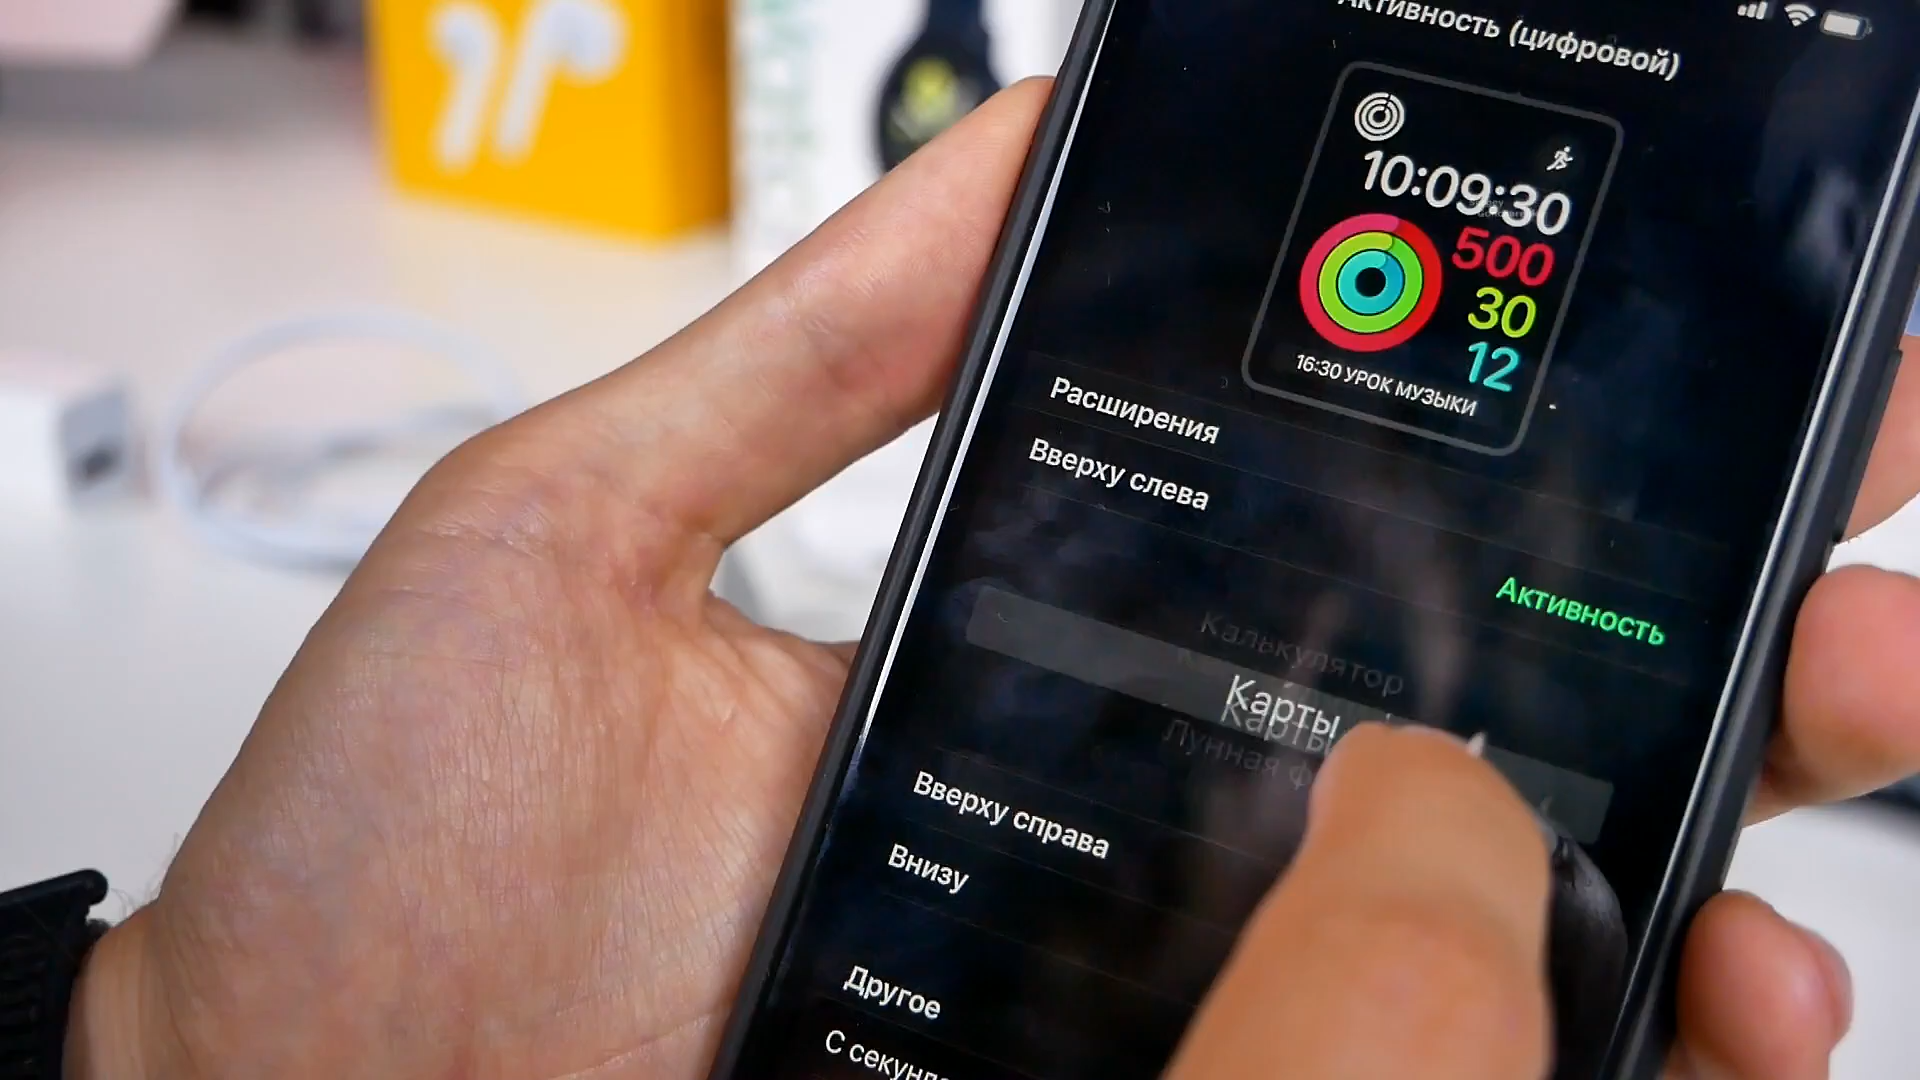 Активность (цифровой)
10:09:30
500
30
12
16:30 УРОК МУЗЫКИ
Расширения
Вверху слева
Активность
Калькулятор
Карты
Лунная
Вверху справа
Внизу
Другое
С